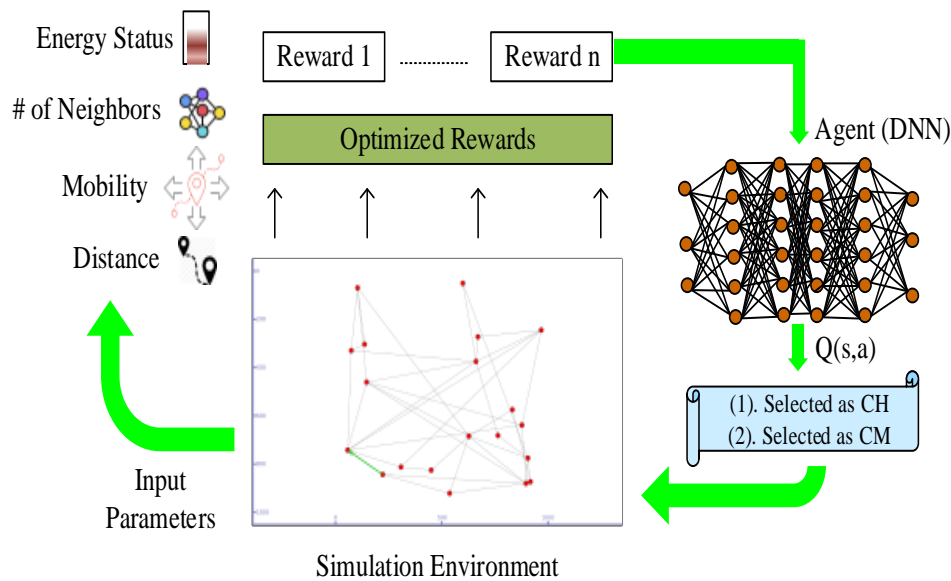 Energy Status
# of Neighbors
Mobility
Distance
Reward 1
Reward n
Optimized Rewards
Agent (DNN)
Q(s,a)
(1). Selected as CH
(2). Selected as CM
Input
Parameters
Simulation Environment